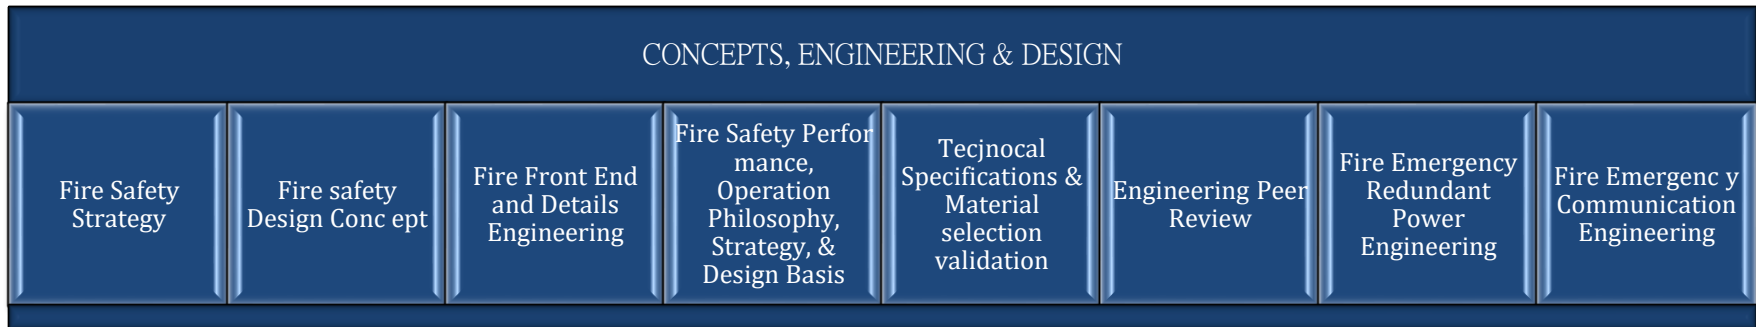 CONCEPTS, ENGINEERING & DESIGN
Fire Safety
Strategy
Fire safety
Design Conc ept
Fire Front End
and Details
Engineering
Fire Safety Perfor
mance,
Operation
Philosophy,
Strategy, &
Design Basis
Tecjnocal
Specifications &
Material
selection
validation
Engineering Peer
Review
Fire Emergency
Redundant
Power
Engineering
Fire Emergenc y
Communication
Engineering